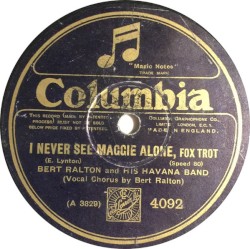 "Magic Notes"
TRADE MARK
Columbia
MADE IN ENGLAND.
I NEVER SEE MAGGIE ALONE, FOX TROT
(E. Lynton) (Speed 80)
BERT RALTON AND HIS HAVANA BAND
(Vocal Chorus by Bert Ralton)
(A 3829) 4092